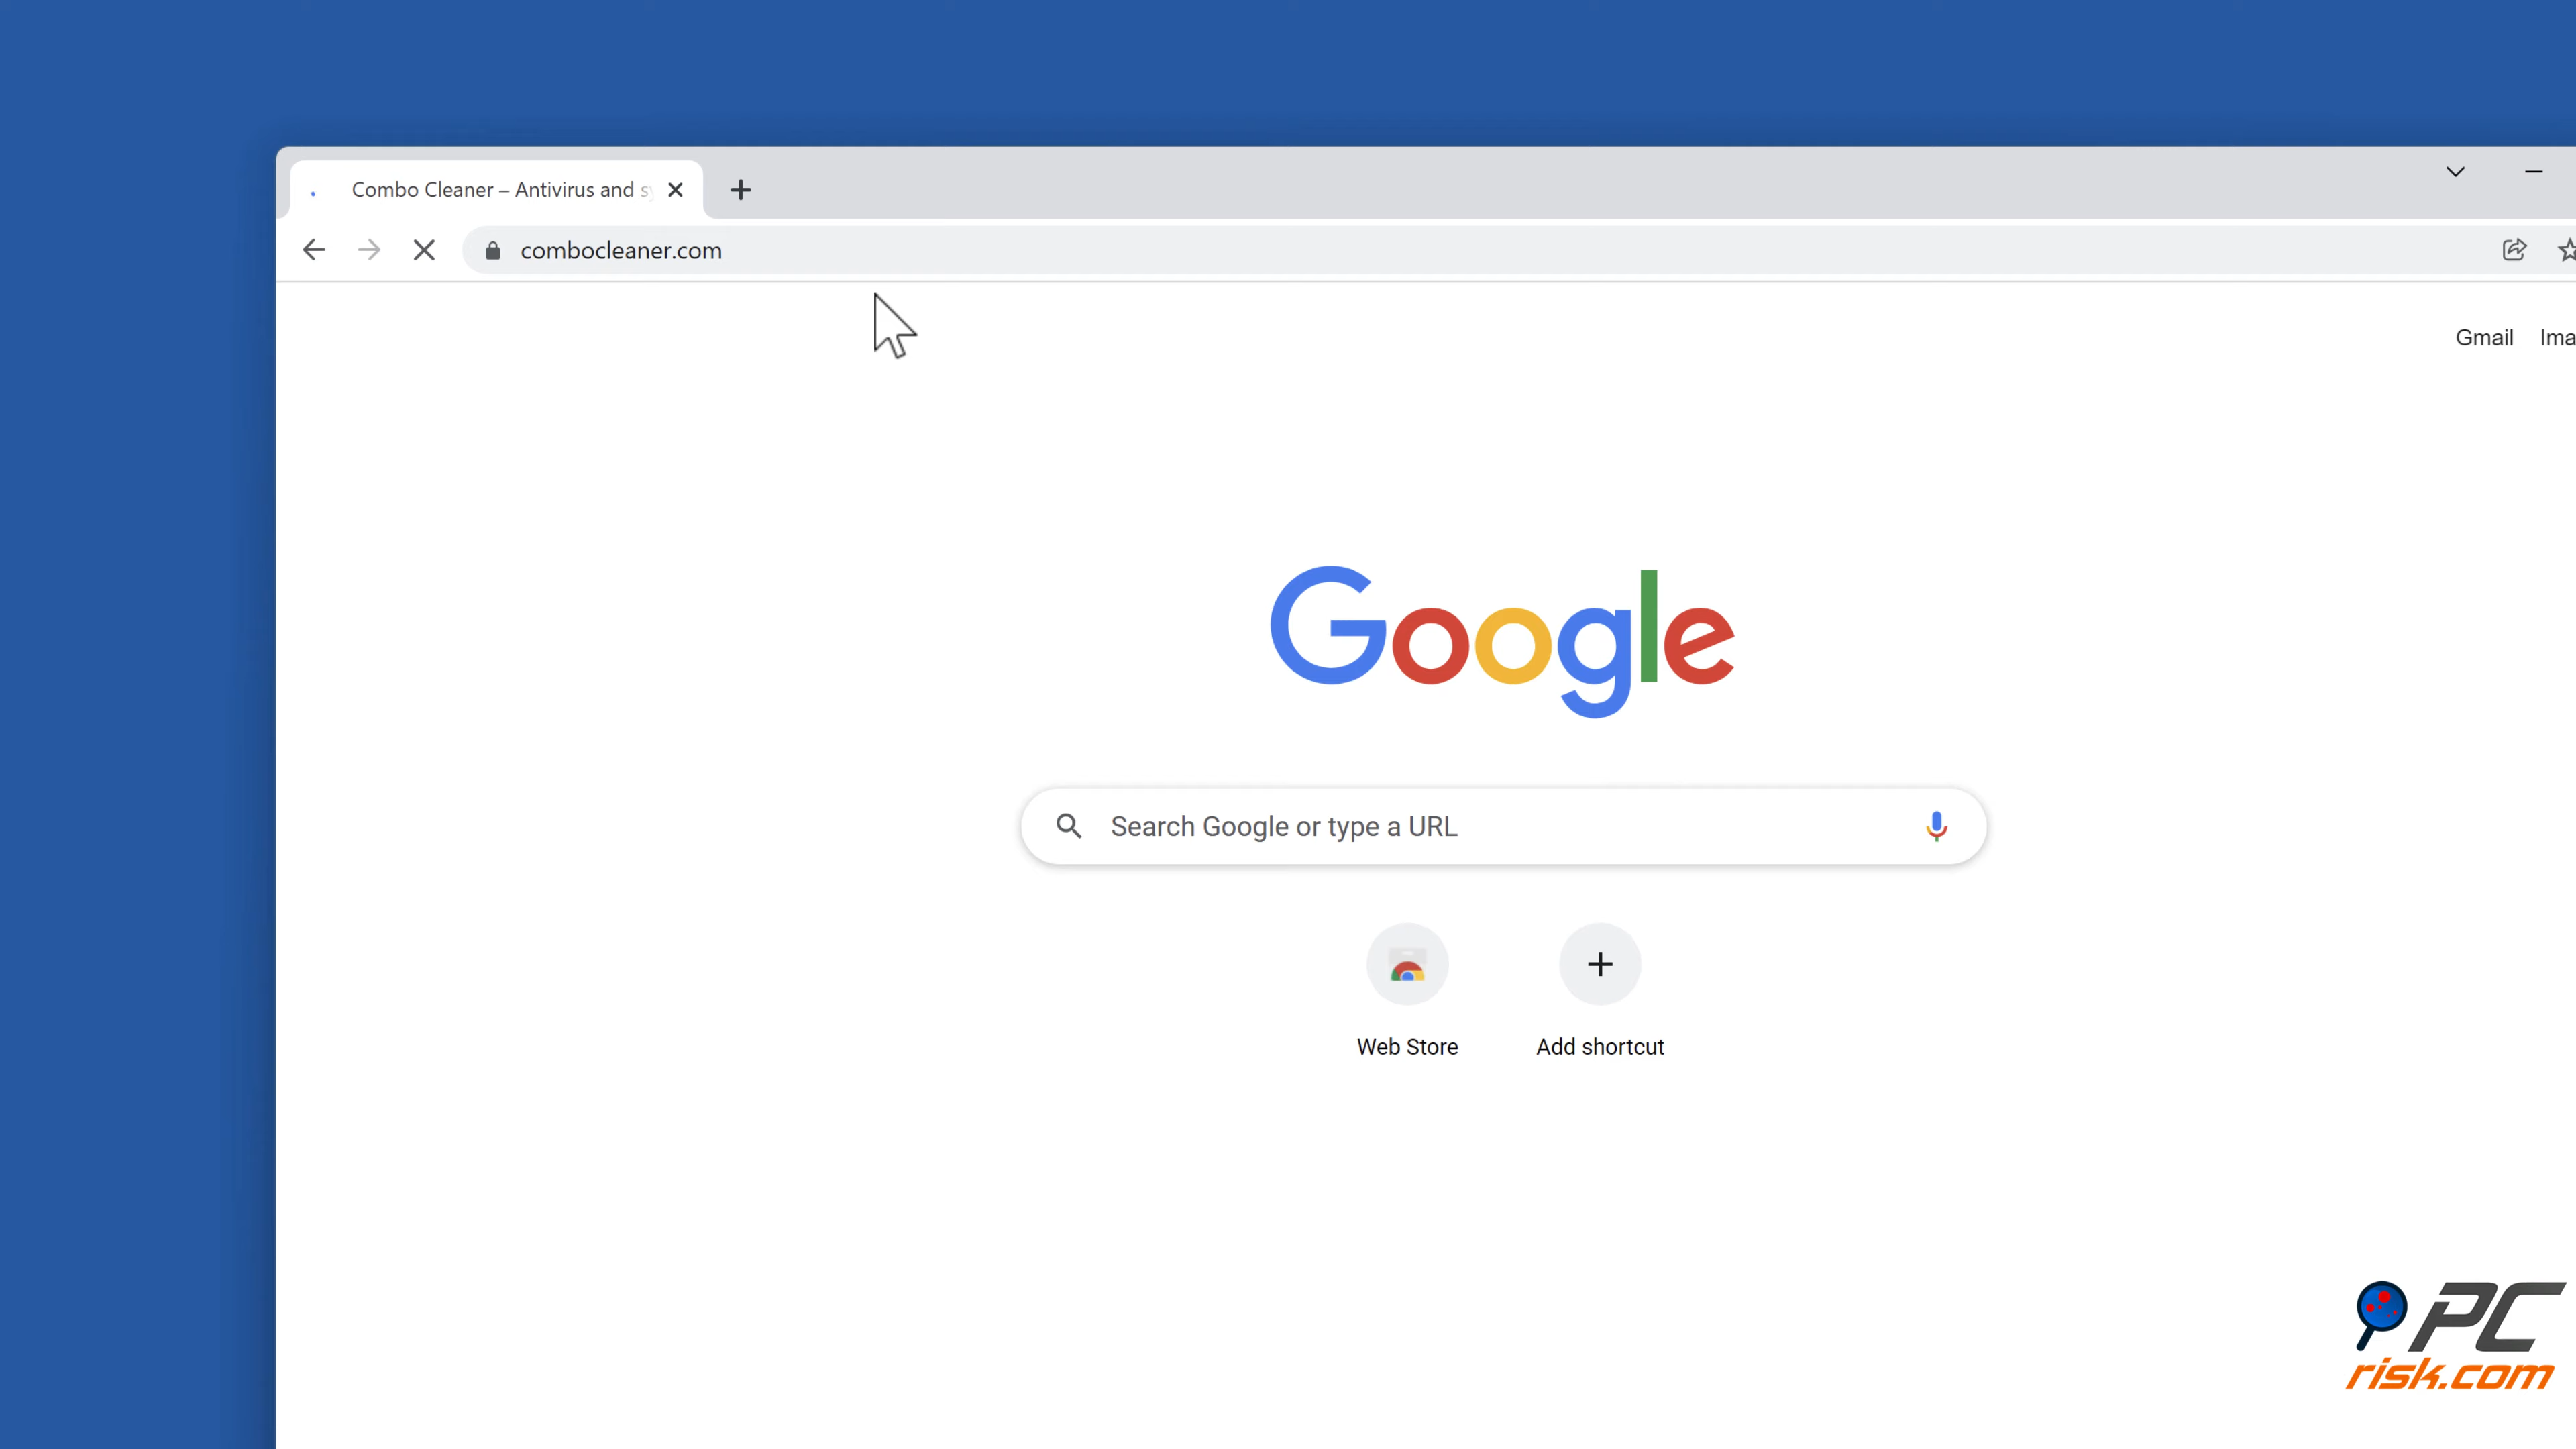 Combo Cleaner – Antivirus and sy
combocleaner.com
Gmail Ima
Google
Search Google or type a URL
Web Store Add shortcut
PC
risk.com